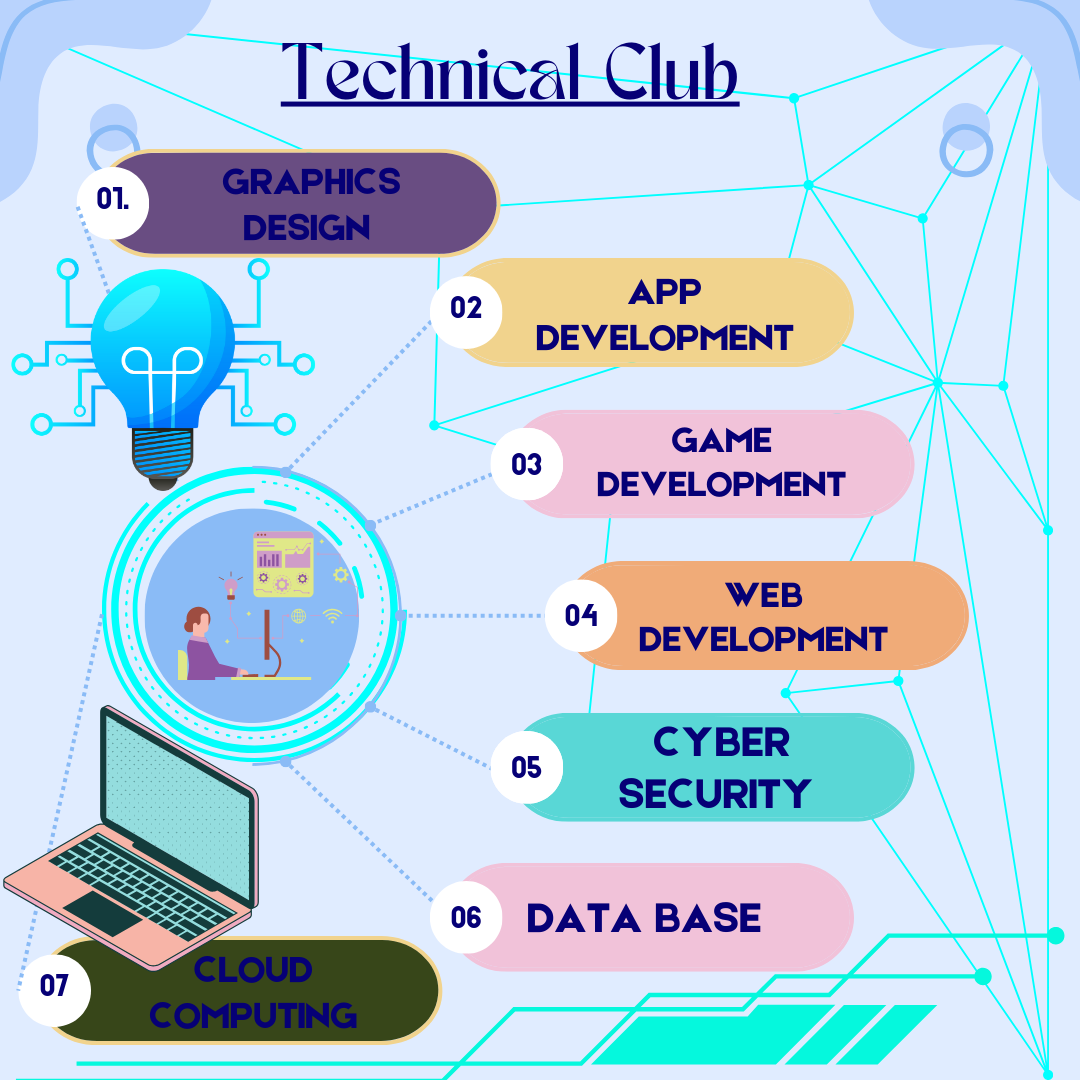 Technical Club
01.
GRAPHICS
DESIGN
02
APP
DEVELOPMENT
03
GAME
DEVELOPMENT
04
WEB
DEVELOPMENT
05
CYBER
SECURITY
06
DATA BASE
07
CLOUD
COMPUTING